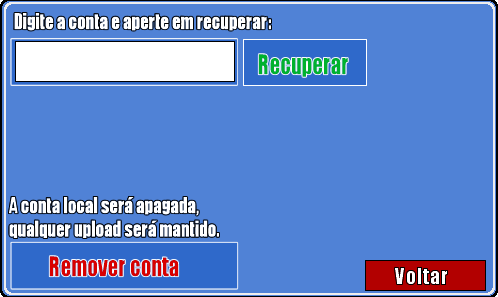 Digite a conta e aperte em recuperar:
Recuperar
A conta local será apagada,
qualquer upload será mantido.
Remover conta
Voltar